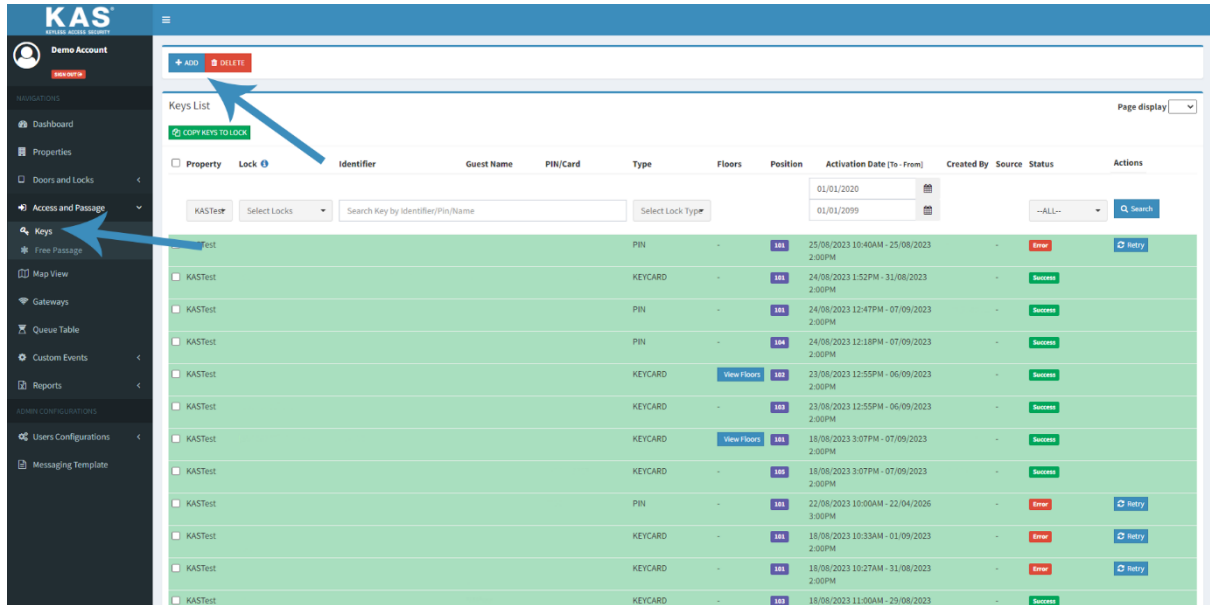 KAS®
KEYLESS ACCESS SECURITY
Demo Account
SIGN OUT
NAVIGATIONS
Dashboard
Properties
Doors and Locks
Access and Passage
Keys
Free Passage
Map View
Gateways
Queue Table
Custom Events
Reports
ADMIN CONFIGURATIONS
Users Configurations
Messaging Template
+ ADD DELETE
Keys List Page display
COPY KEYS TO LOCK
Property Lock Identifier Guest Name PIN/Card Type Floors Position Activation Date [To - From] Created By Source Status Actions
01/01/2020
KASTest Select Locks Search Key by Identifier/Pin/Name Select Lock Type 01/01/2099 --ALL-- Search
PIN - 101 25/08/2023 10:40AM - 25/08/2023 - Error Retry
2:00PM
KASTest KEYCARD - 101 24/08/2023 1:52PM - 31/08/2023 - Success
2:00PM
KASTest PIN - 101 24/08/2023 12:47PM - 07/09/2023 - Success
2:00PM
KASTest PIN - 104 24/08/2023 12:18PM - 07/09/2023 - Success
2:00PM
KASTest KEYCARD View Floors 102 23/08/2023 12:55PM - 06/09/2023 - Success
2:00PM
KASTest KEYCARD - 103 23/08/2023 12:55PM - 06/09/2023 - Success
2:00PM
KASTest KEYCARD View Floors 101 18/08/2023 3:07PM - 07/09/2023 - Success
2:00PM
KASTest KEYCARD - 105 18/08/2023 3:07PM - 07/09/2023 - Success
2:00PM
KASTest PIN - 101 22/08/2023 10:00AM - 22/04/2026 - Error Retry
3:00PM
KASTest KEYCARD - 101 18/08/2023 10:33AM - 01/09/2023 - Error Retry
2:00PM
KASTest KEYCARD - 101 18/08/2023 10:27AM - 31/08/2023 - Error Retry
2:00PM
KASTest KEYCARD - 103 18/08/2023 11:00AM - 29/08/2023 - Success